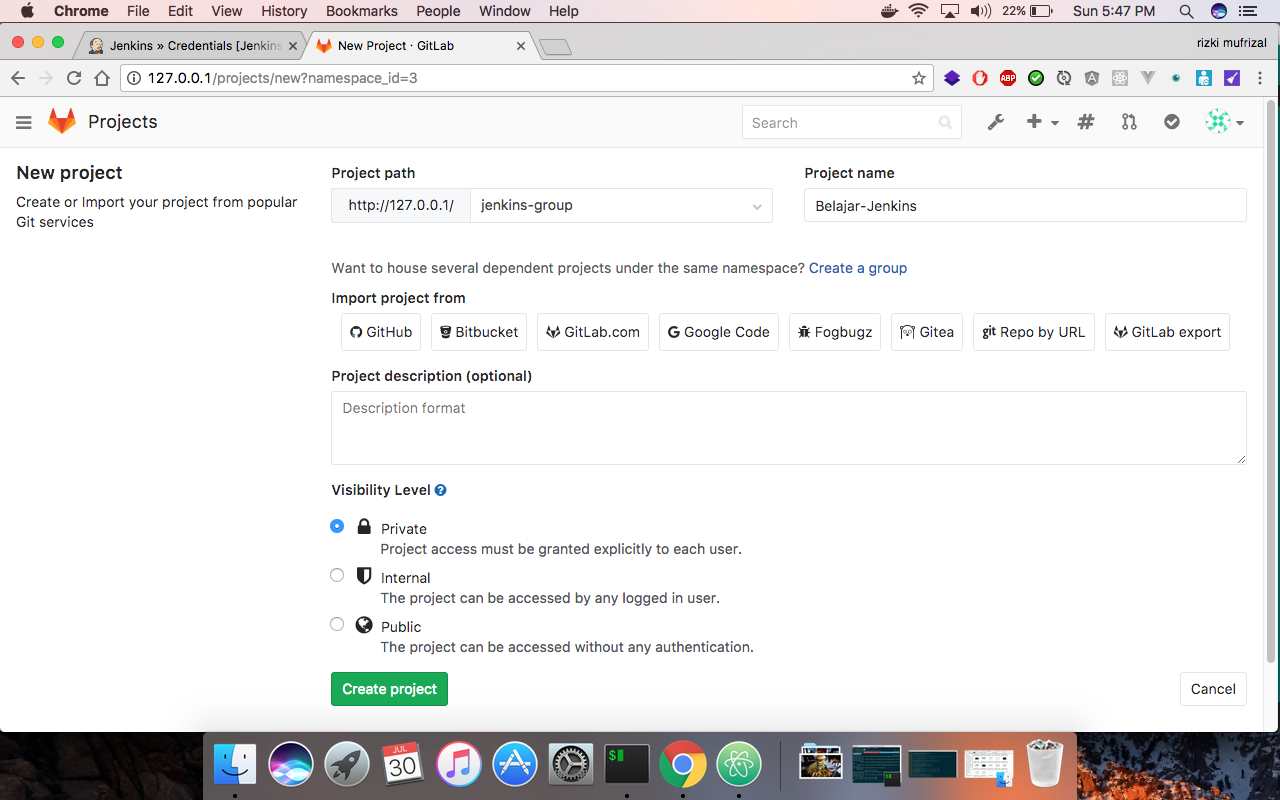 Chrome File Edit View History Bookmarks People Window Help 22% Sun 5:47 PM
Jenkins » Credentials [Jenkins New Project · GitLab rizki mufrizal
127.0.0.1/projects/new?namespace_id=3 ABP
Projects Search
New project
Create or Import your project from popular
Git services
Project path Project name
http://127.0.0.1/ jenkins-group Belajar-Jenkins
Want to house several dependent projects under the same namespace? Create a group
Import project from
GitHub Bitbucket GitLab.com Google Code Fogbugz Gitea git Repo by URL GitLab export
Project description (optional)
Description format
Visibility Level ?
Private
Project access must be granted explicitly to each user.
Internal
The project can be accessed by any logged in user.
Public
The project can be accessed without any authentication.
Create project Cancel
JUL
30
$